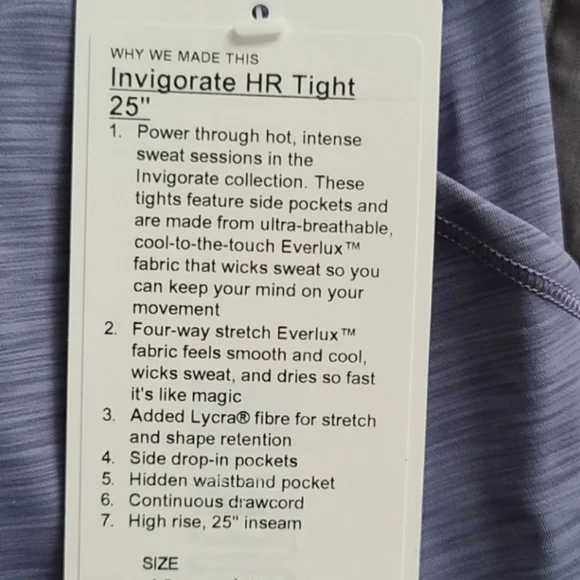 WHY WE MADE THIS
Invigorate HR Tight
25"
1. Power through hot, intense
sweat sessions in the
Invigorate collection. These
tights feature side pockets and
are made from ultra-breathable,
cool-to-the-touch Everlux™
fabric that wicks sweat so you
can keep your mind on your
movement
2. Four-way stretch Everlux™
fabric feels smooth and cool,
wicks sweat, and dries so fast
it's like magic
3. Added Lycra® fibre for stretch
and shape retention
4. Side drop-in pockets
5. Hidden waistband pocket
6. Continuous drawcord
7. High rise, 25" inseam
SIZE